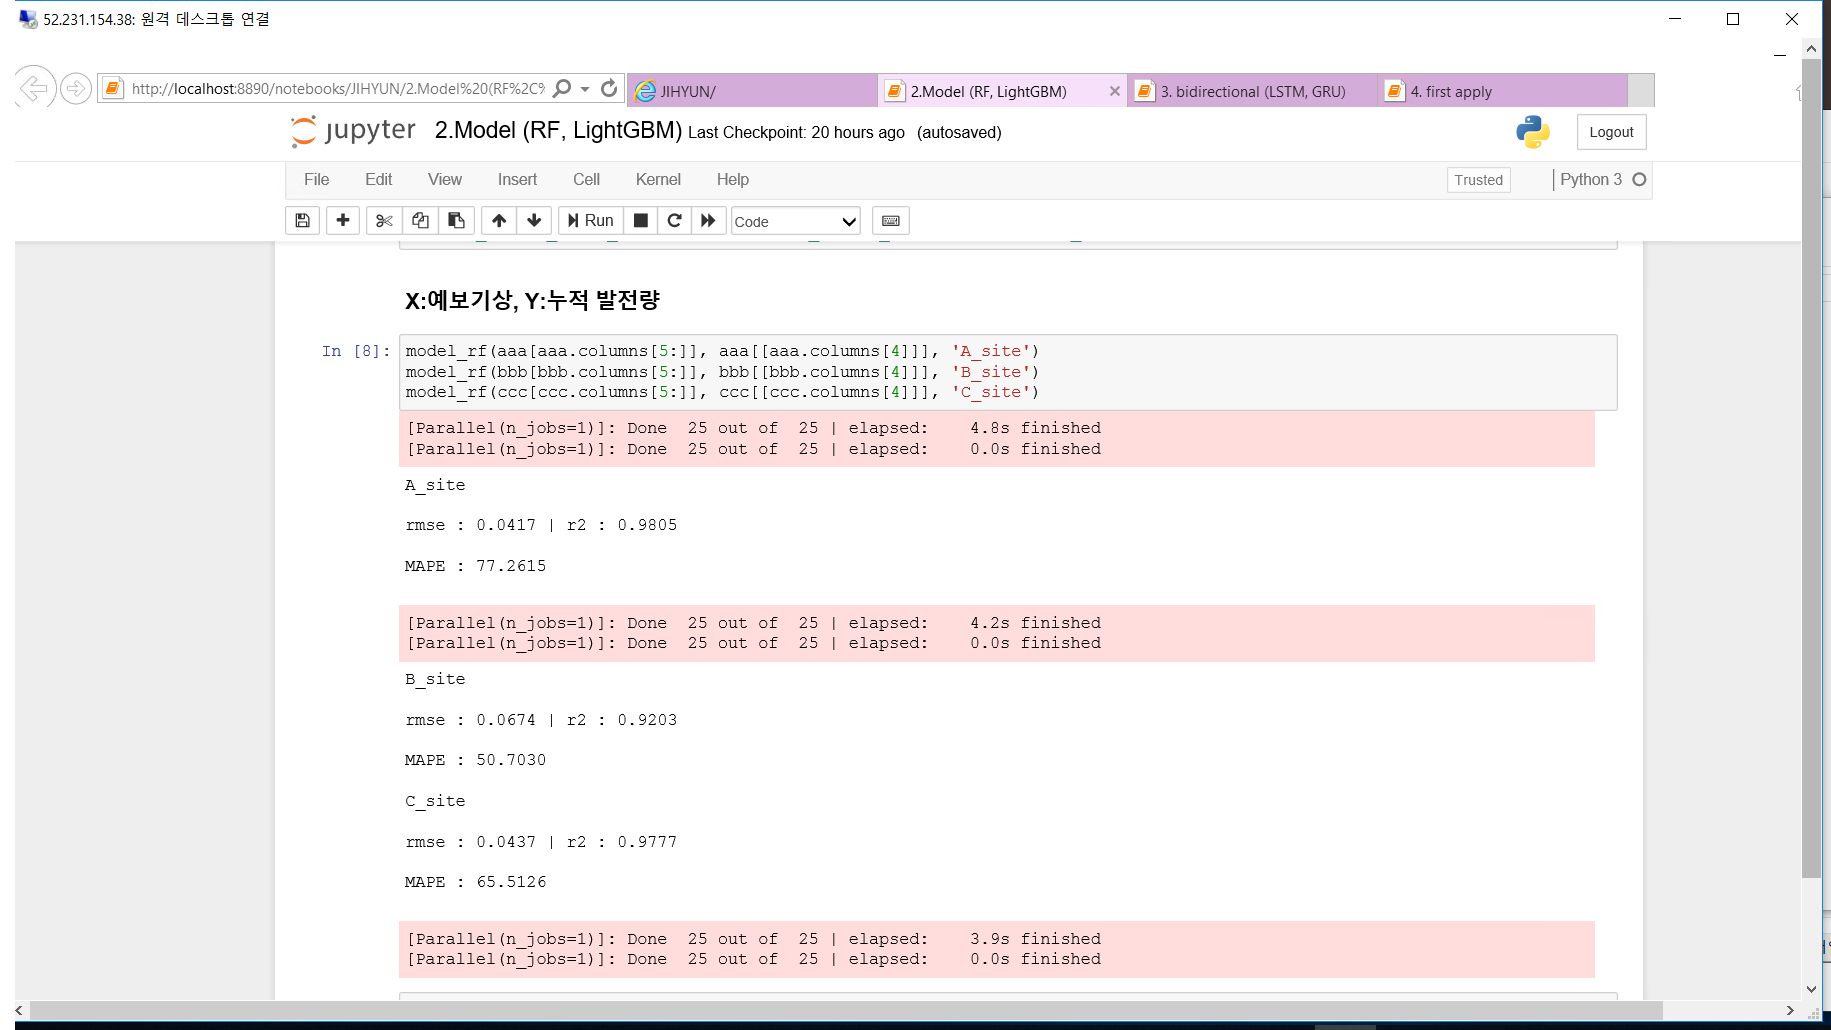 52.231.154.38: 원격 데스크톱 연결
http://localhost:8890/notebooks/JIHYUN/2.Model%20(RF%2C%
JIHYUN/
2.Model (RF, LightGBM)
3. bidirectional (LSTM, GRU)
4. first apply
jupyter 2.Model (RF, LightGBM) Last Checkpoint: 20 hours ago (autosaved)
Logout
File Edit View Insert Cell Kernel Help
Trusted
Python 3
Run
Code
X:예보기상, Y:누적 발전량
In [8]:
model_rf(aaa[aaa.columns[5:]], aaa[[aaa.columns[4]]], 'A_site')
model_rf(bbb[bbb.columns[5:]], bbb[[bbb.columns[4]]], 'B_site')
model_rf(ccc[ccc.columns[5:]], ccc[[ccc.columns[4]]], 'C_site')
[Parallel(n_jobs=1)]: Done 25 out of 25 | elapsed: 4.8s finished
[Parallel(n_jobs=1)]: Done 25 out of 25 | elapsed: 0.0s finished
A_site
rmse : 0.0417 | r2 : 0.9805
MAPE : 77.2615
[Parallel(n_jobs=1)]: Done 25 out of 25 | elapsed: 4.2s finished
[Parallel(n_jobs=1)]: Done 25 out of 25 | elapsed: 0.0s finished
B_site
rmse : 0.0674 | r2 : 0.9203
MAPE : 50.7030
C_site
rmse : 0.0437 | r2 : 0.9777
MAPE : 65.5126
[Parallel(n_jobs=1)]: Done 25 out of 25 | elapsed: 3.9s finished
[Parallel(n_jobs=1)]: Done 25 out of 25 | elapsed: 0.0s finished